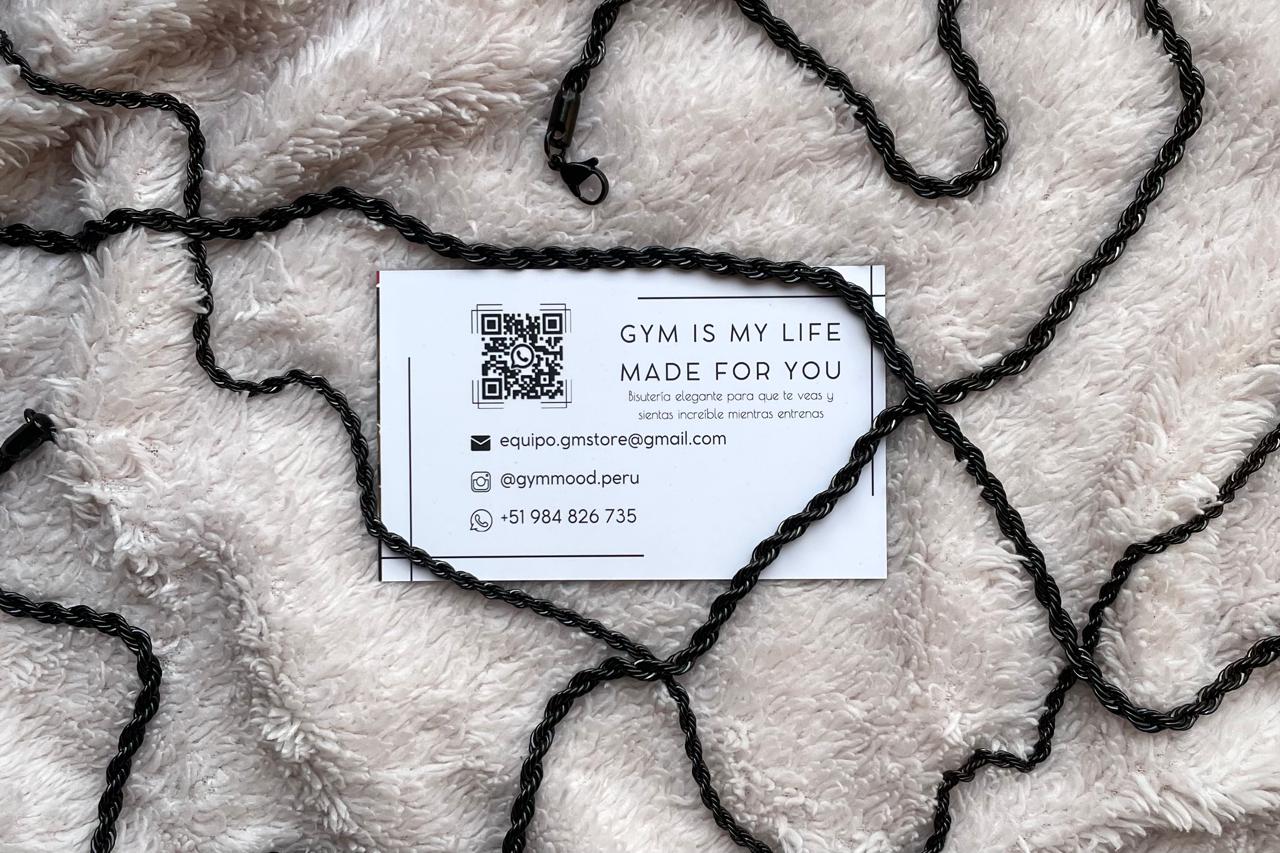 GYM IS MY LIFE
MADE FOR YOU
Bisutería elegante para que te veas y
sientas increíble mientras entrenas
equipo.gmstore@gmail.com
@gymmood.peru
+51 984 826 735